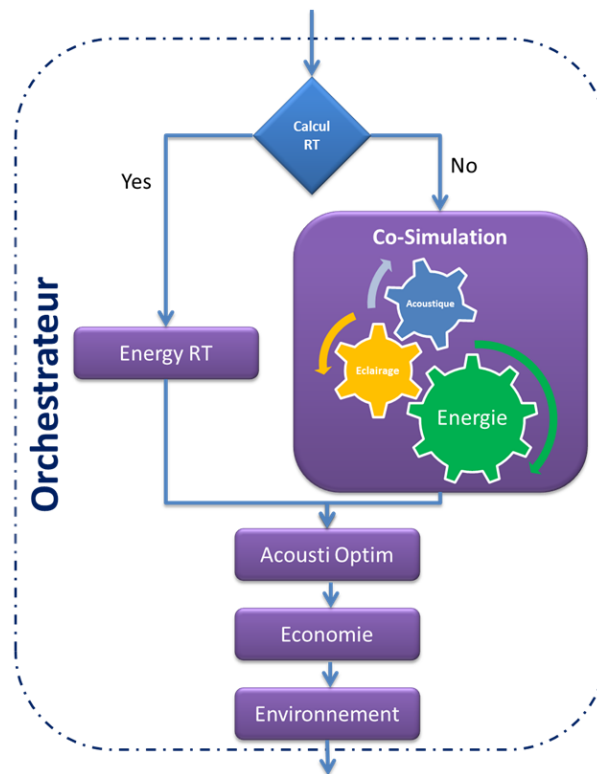 Calcul
RT
Yes
No
Co-Simulation
Acoustique
Eclairage
Energie
Energy RT
Orchestrateur
Acousti Optim
Economie
Environnement